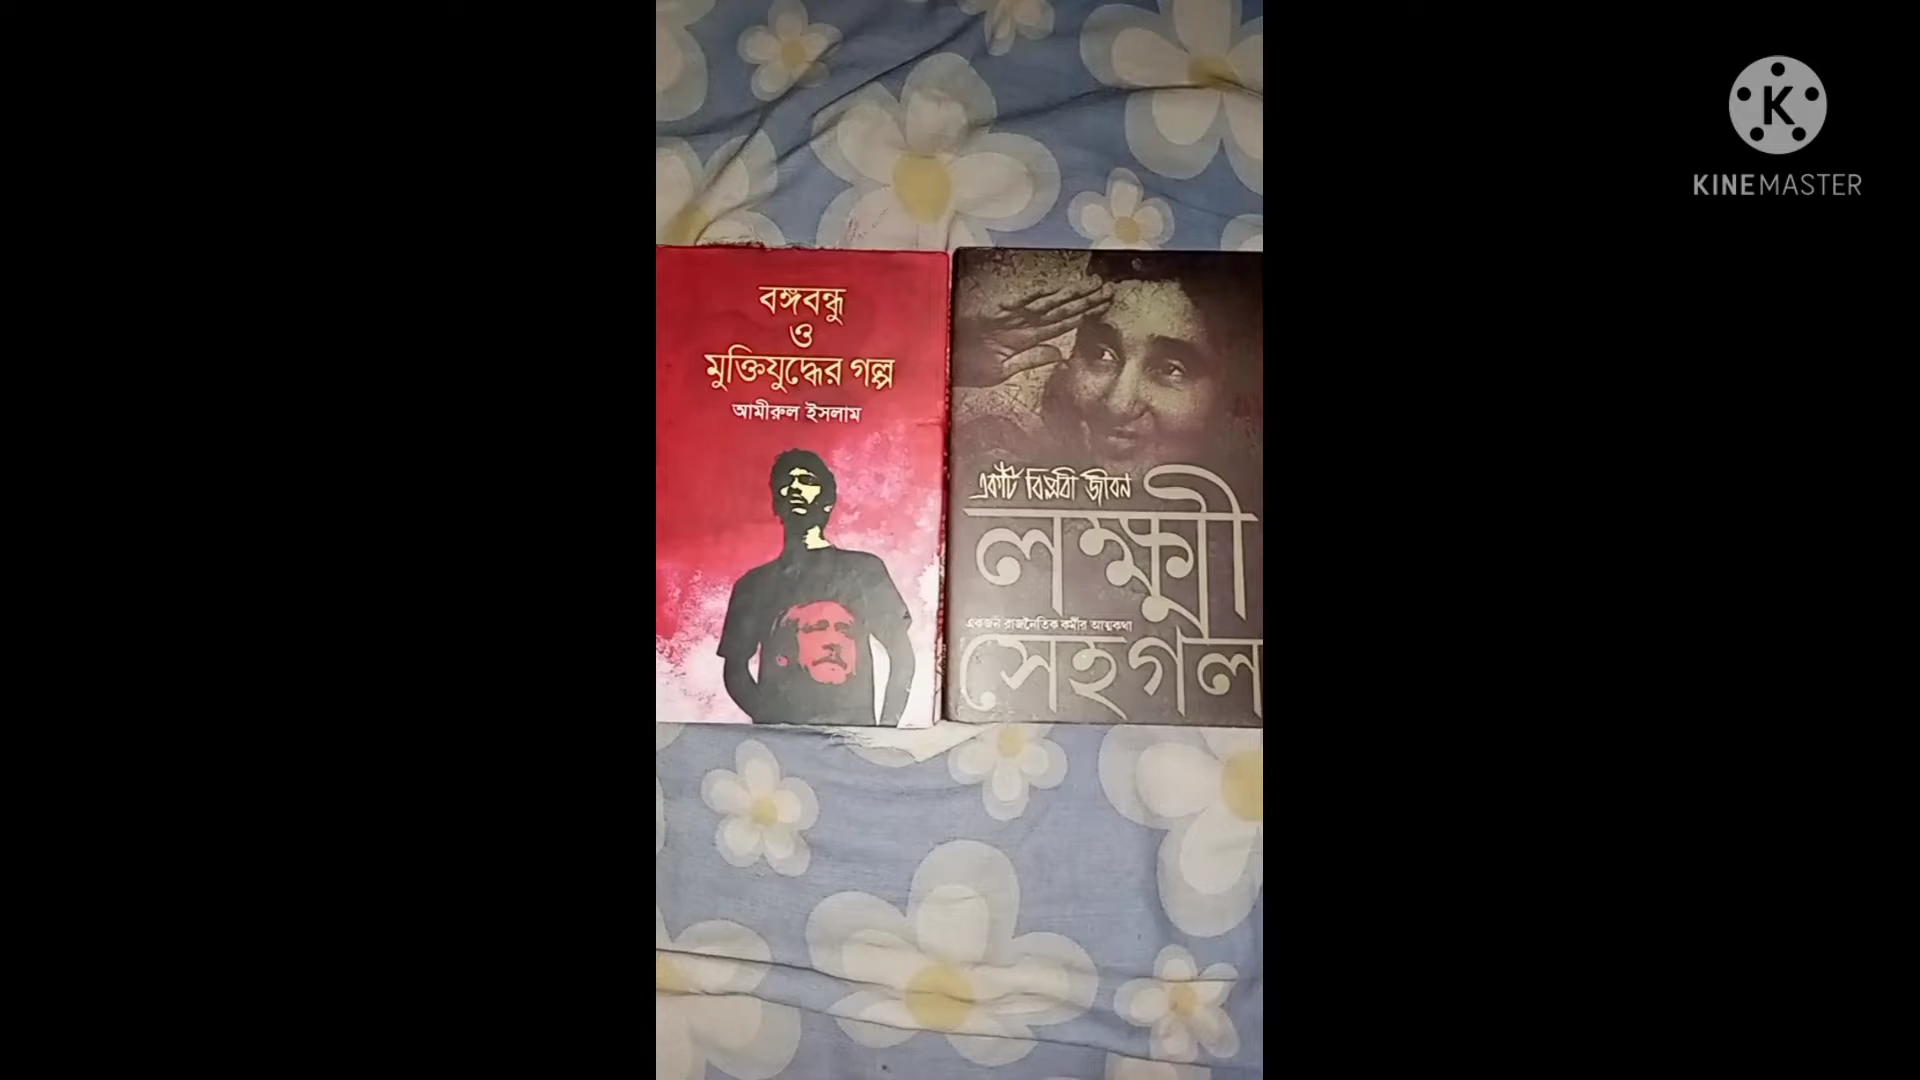 বঙ্গবন্ধু
ও
মুক্তিযুদ্ধের গল্প
আমীরুল ইসলাম
একটি বিপ্লবী জীবন
লক্ষ্মী
একজন রাজনৈতিক কর্মীর আত্মকথা
সেহগল
K
KINEMASTER